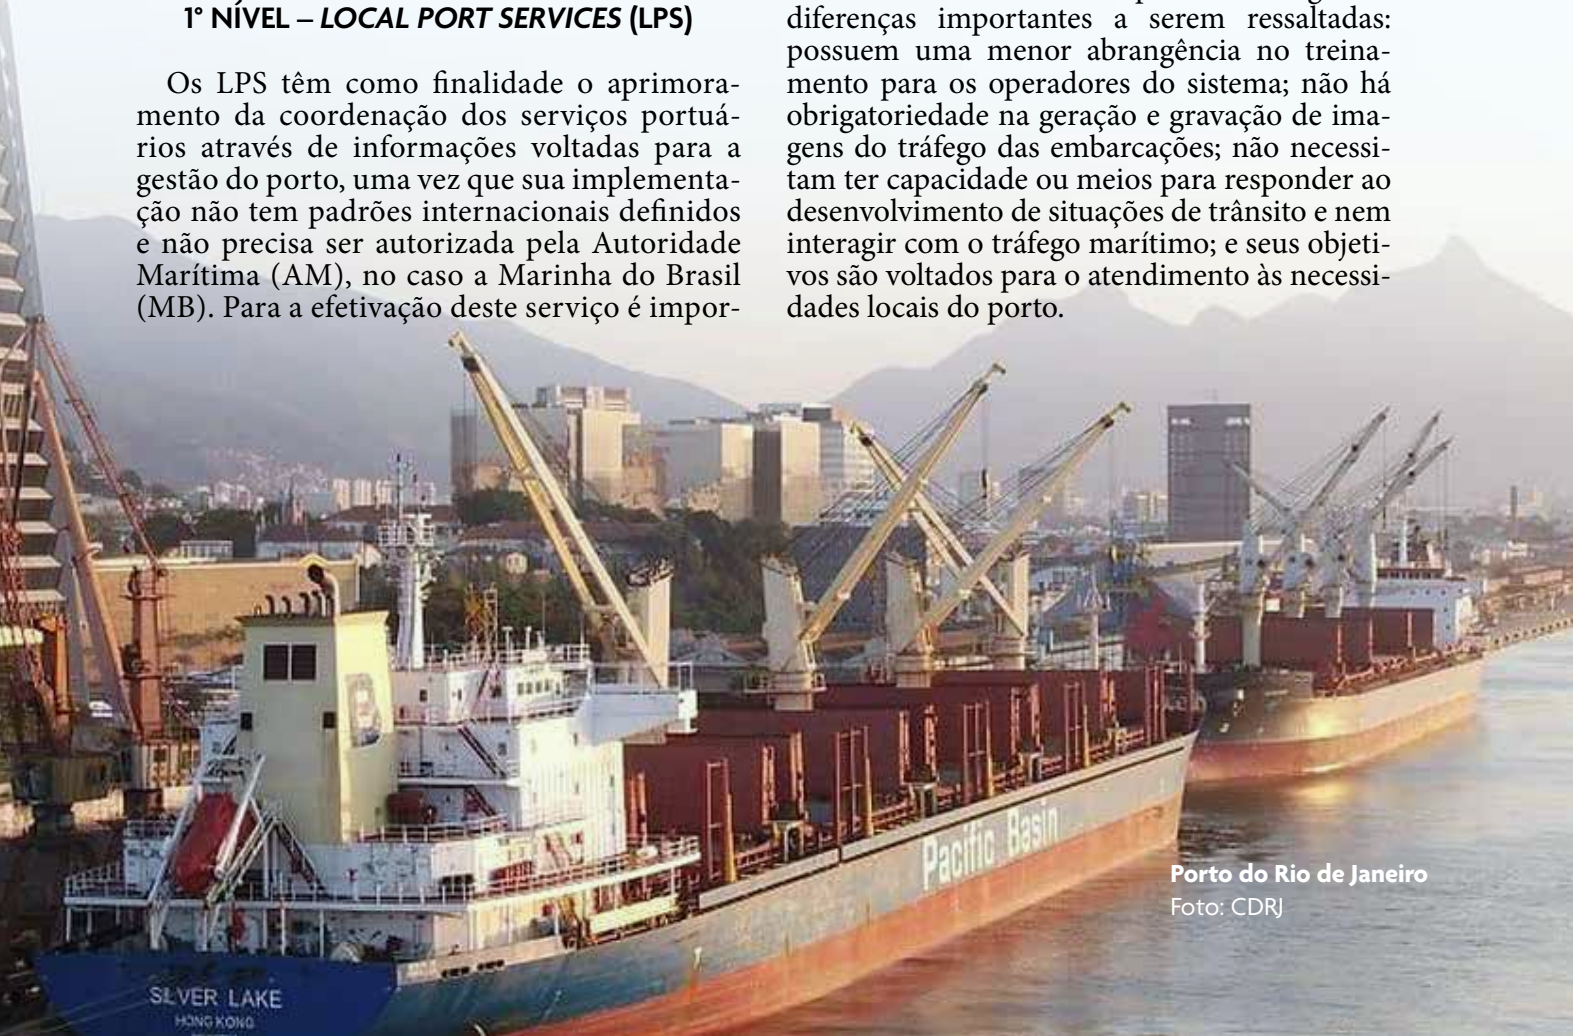 1º NÍVEL – LOCAL PORT SERVICES (LPS)
Os LPS têm como finalidade o aprimora-
mento da coordenação dos serviços portuá-
rios através de informações voltadas para a
gestão do porto, uma vez que sua implementa-
ção não tem padrões internacionais definidos
e não precisa ser autorizada pela Autoridade
Marítima (AM), no caso a Marinha do Brasil
(MB). Para a efetivação deste serviço é impor-
diferenças importantes a serem ressaltadas:
possuem uma menor abrangência no treina-
mento para os operadores do sistema; não há
obrigatoriedade na geração e gravação de ima-
gens do tráfego das embarcações; não necessi-
tam ter capacidade ou meios para responder ao
desenvolvimento de situações de trânsito e nem
interagir com o tráfego marítimo; e seus objeti-
vos são voltados para o atendimento às necessi-
dades locais do porto.
Pacific Basin
Porto do Rio de Janeiro
Foto: CDRJ
SILVER LAKE
HONG KONG